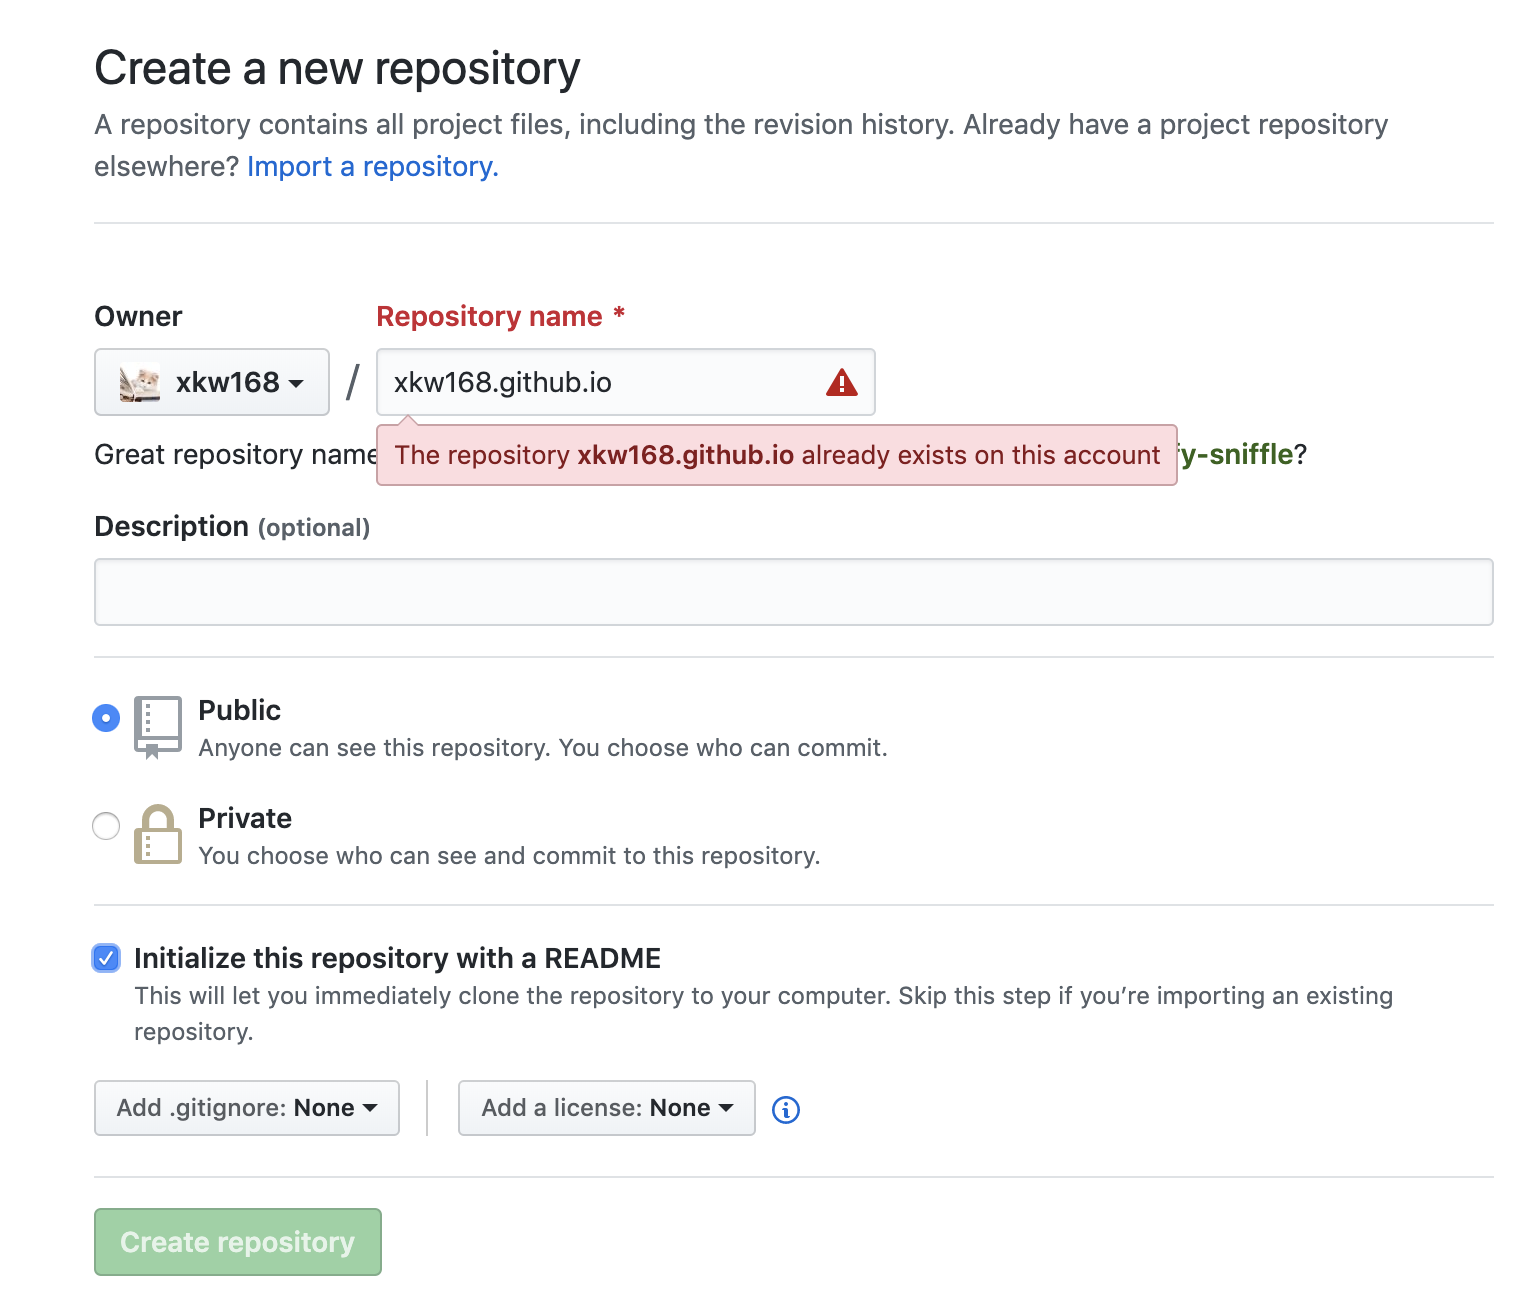 Create a new repository
A repository contains all project files, including the revision history. Already have a project repository
elsewhere? Import a repository.
Owner
Repository name *
xkw168
/
xkw168.github.io
Great repository name
The repository xkw168.github.io already exists on this account
y-sniffle?
Description (optional)
Public
Anyone can see this repository. You choose who can commit.
Private
You choose who can see and commit to this repository.
Initialize this repository with a README
This will let you immediately clone the repository to your computer. Skip this step if you’re importing an existing
repository.
Add .gitignore: None
Add a license: None
Create repository